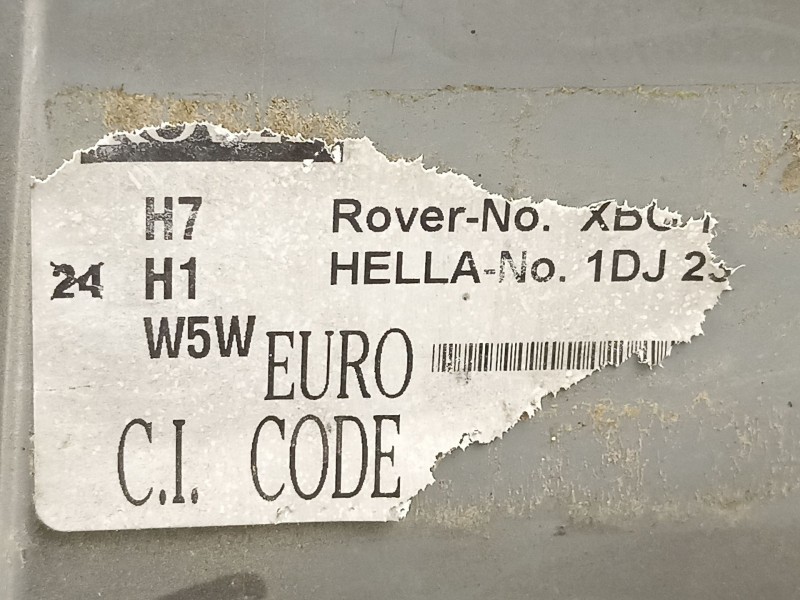 H7 Rover-No.
24 H1 HELLA-No. 1DJ
W5W
EURO
C.I. CODE